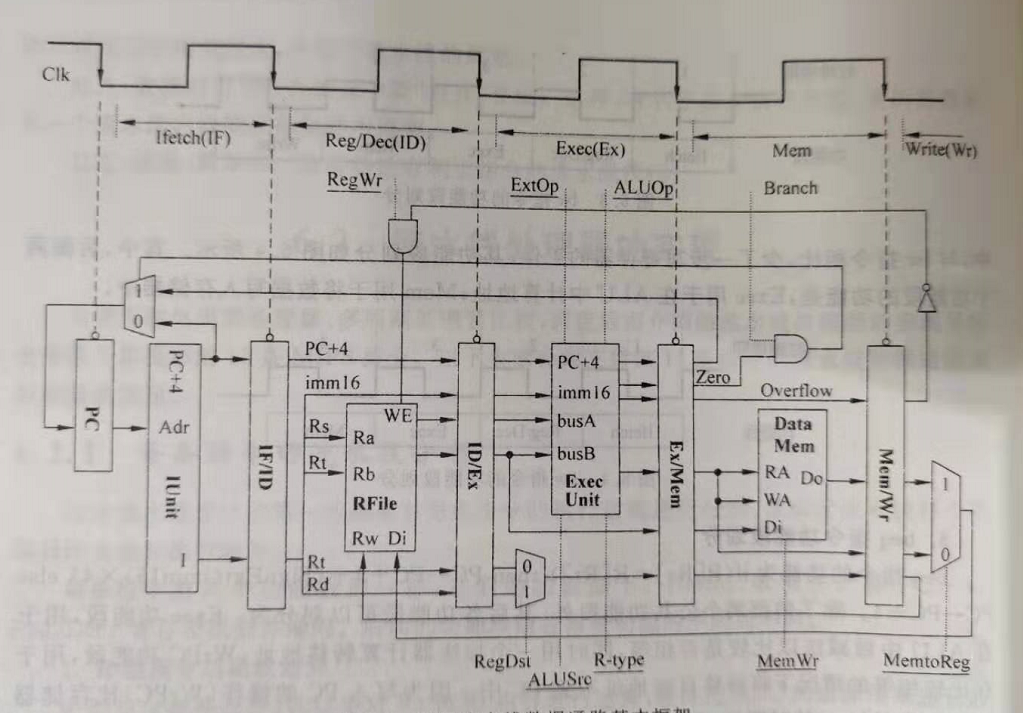 Clk
Ifetch(IF) Reg/Dec(ID) Exec(Ex) Mem Write(Wr)
RegWr ExtOp ALUOp Branch
1
0
PC
PC+4
Adr
IUnit
I
IF/ID
PC+4
imm16
Rs
Rt
WE
Ra
Rb
RFile
Rw Di
Rt
Rd
ID/Ex
0
1
PC+4
imm16
busA
busB
Exec
Unit
Ex/Mem
Zero
Overflow
Data
Mem
RA Do
WA
Di
Mem/Wr
1
0
RegDst ALUSrc R-type MemWr MemtoReg